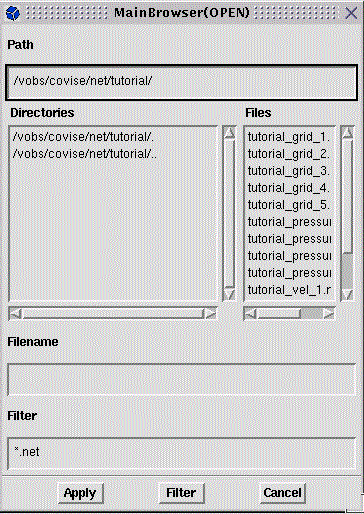 MainBrowser(OPEN)
Path
/vobs/covise/net/tutorial/
Directories
Files
/vobs/covise/net/tutorial/.
/vobs/covise/net/tutorial/..
tutorial_grid_1.
tutorial_grid_2.
tutorial_grid_3.
tutorial_grid_4.
tutorial_grid_5.
tutorial_pressu
tutorial_pressu
tutorial_pressu
tutorial_pressu
tutorial_vel_1.r
Filename
Filter
*.net
Apply
Filter
Cancel